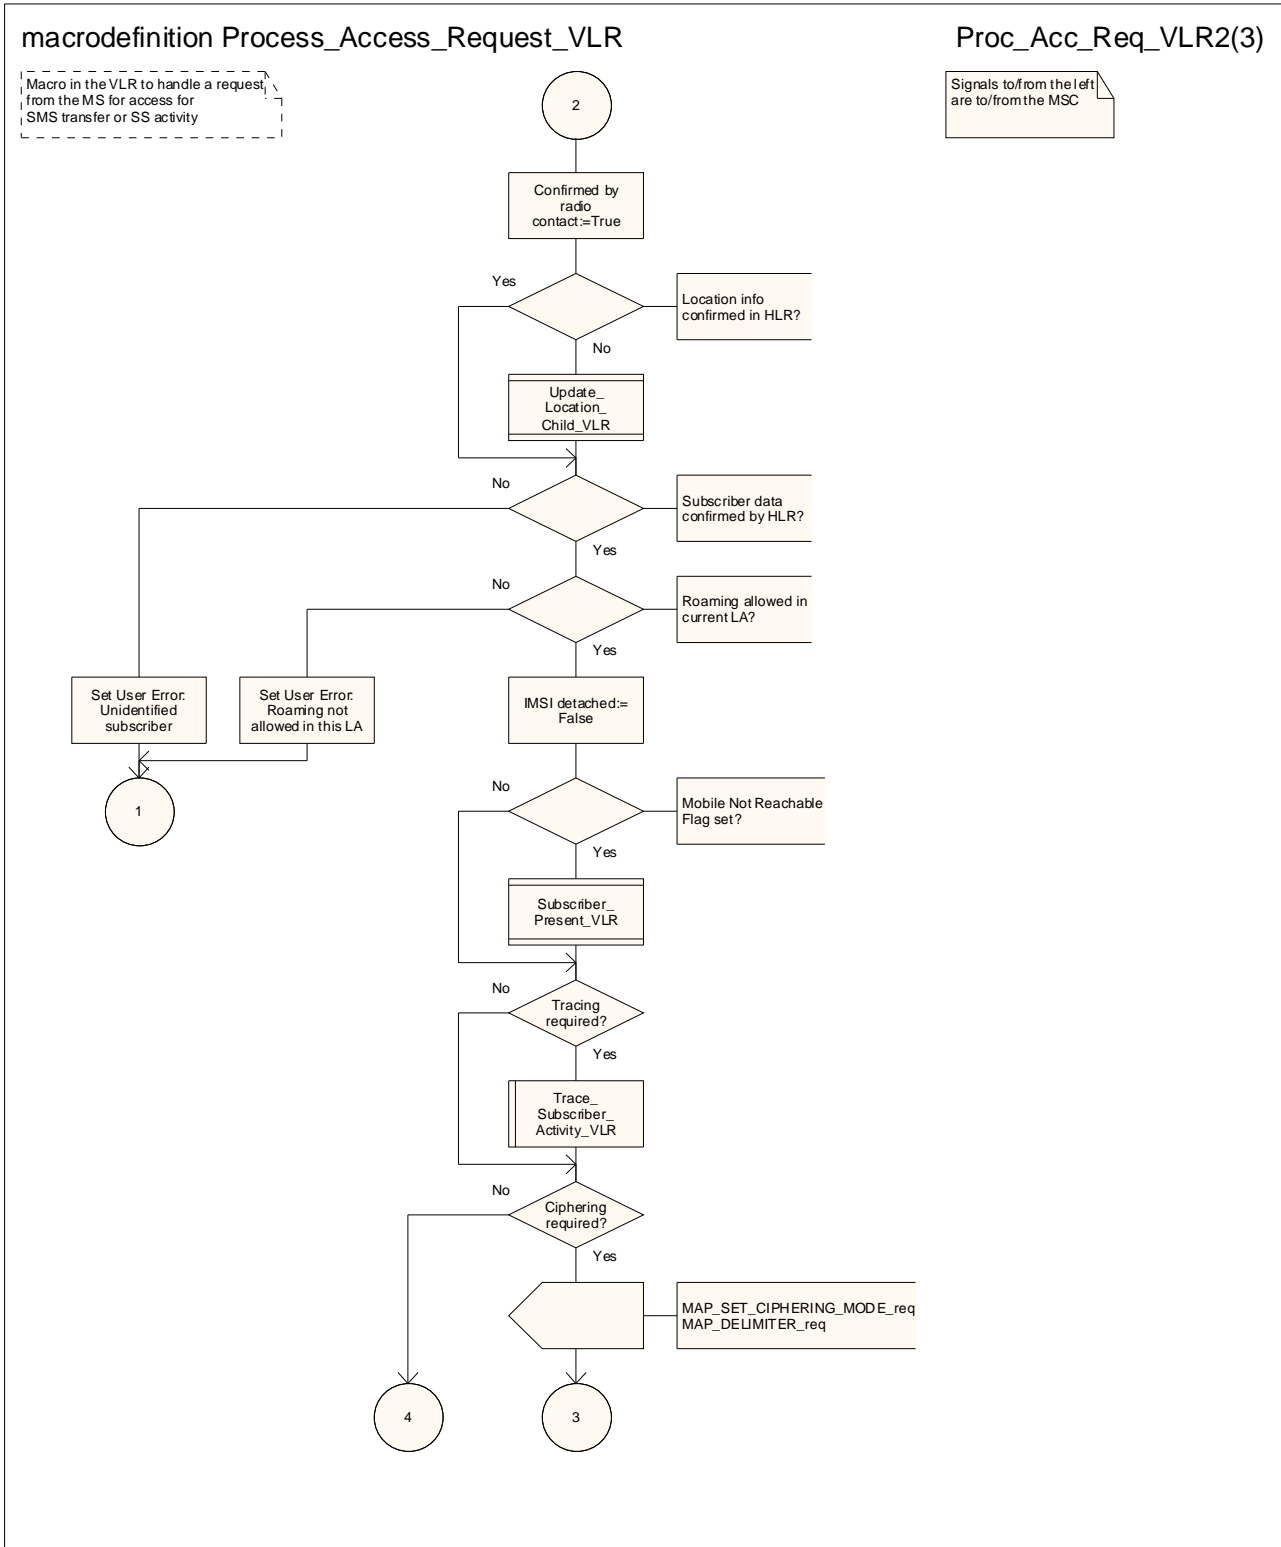 macrodefinition Process_Access_Request_VLR
Proc_Acc_Req_VLR2(3)
Macro in the VLR to handle a request
from the MS for access for
SMS transfer or SS activity
2
Signals to/from the left
are to/from the MSC
Confirmed by
radio
contact:=True
Yes
Location info
confirmed in HLR?
No
Update_
Location_
Child_VLR
No
Subscriber data
confirmed by HLR?
Yes
No
Roaming allowed in
current LA?
Yes
Set User Error:
Unidentified
subscriber
Set User Error:
Roaming not
allowed in this LA
IMSI detached:=
False
1
No
Mobile Not Reachable
Flag set?
Yes
Subscriber_
Present_VLR
No
Tracing
required?
Yes
Trace_
Subscriber_
Activity_VLR
No
Ciphering
required?
Yes
MAP_SET_CIPHERING_MODE_req
MAP_DELIMITER_req
4
3